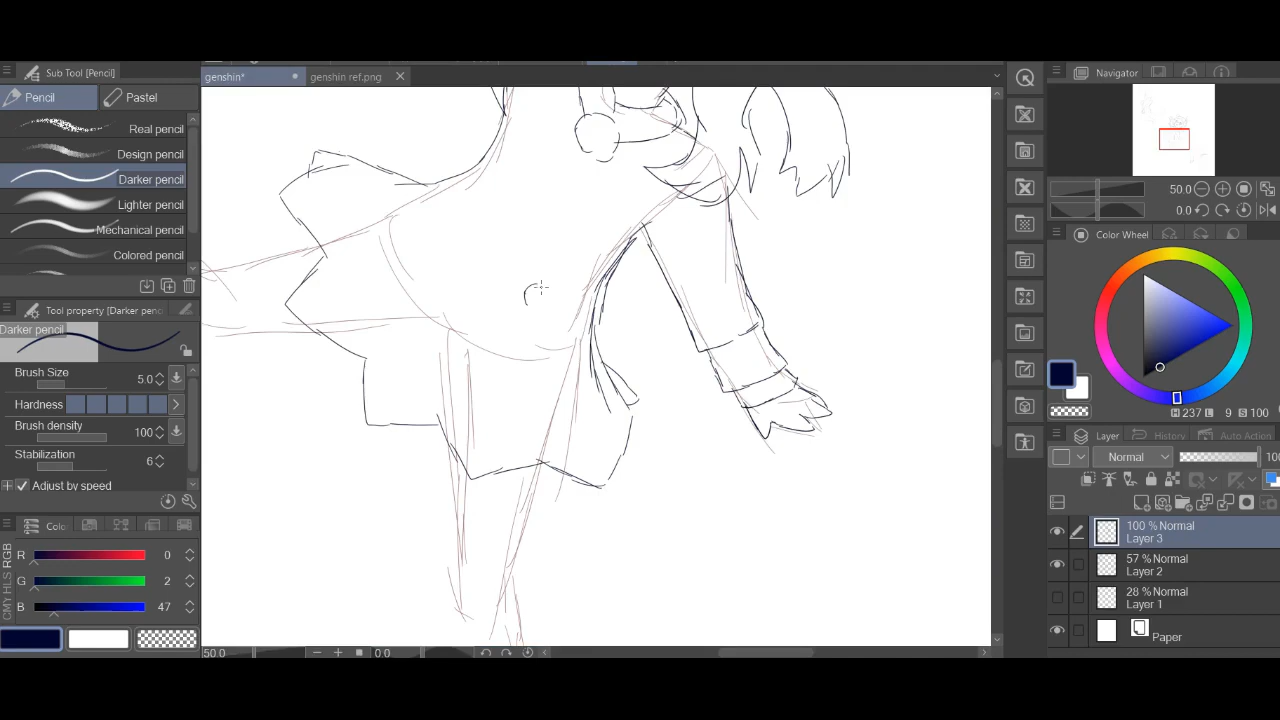 Sub Tool [Pencil]
Pencil
Pastel
Real pencil
Design pencil
Darker pencil
Lighter pencil
Mechanical pencil
Colored pencil
Tool property [Darker penc
Darker pencil
Brush Size 5.0
Hardness
Brush density 100
Stabilization 6
Adjust by speed
Colo
RGB
HLS
CMY
R 0
G 2
B 47
genshin*
genshin ref.png
50.0
0.0
Navigator
50.0
0.0
Color Wheel
H 237 L 9 S 100
Layer
History
Auto Action
Normal
100
100 % Normal
Layer 3
57 % Normal
Layer 2
28 % Normal
Layer 1
Paper